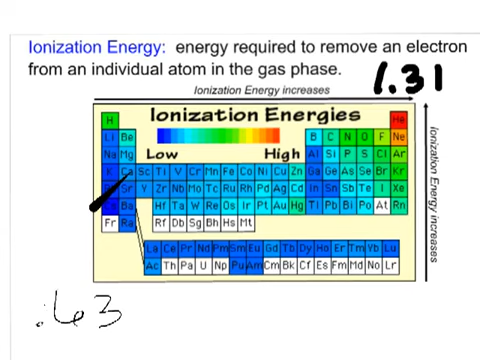 Ionization Energy: energy required to remove an electron
from an individual atom in the gas phase.
Ionization Energy increases
1.31
Ionization Energies
Low High
Ionization Energy increases
H He
Li Be B C N O F Ne
Na Mg Al Si P S Cl Ar
K Ca Sc Ti V Cr Mn Fe Co Ni Cu Zn Ga Ge As Se Br Kr
Sr Y Zr Nb Mo Tc Ru Rh Pd Ag Cd In Sn Sb Te I Xe
Cs Ba Hf Ta W Re Os Ir Pt Au Hg Tl Pb Bi Po At Rn
Fr Ra Rf Db Sg Bh Hs Mt
La Ce Pr Nd Pm Sm Eu Gd Tb Dy Ho Er Tm Yb Lu
Ac Th Pa U Np Pu Am Cm Bk Cf Es Fm Md No Lr
.163